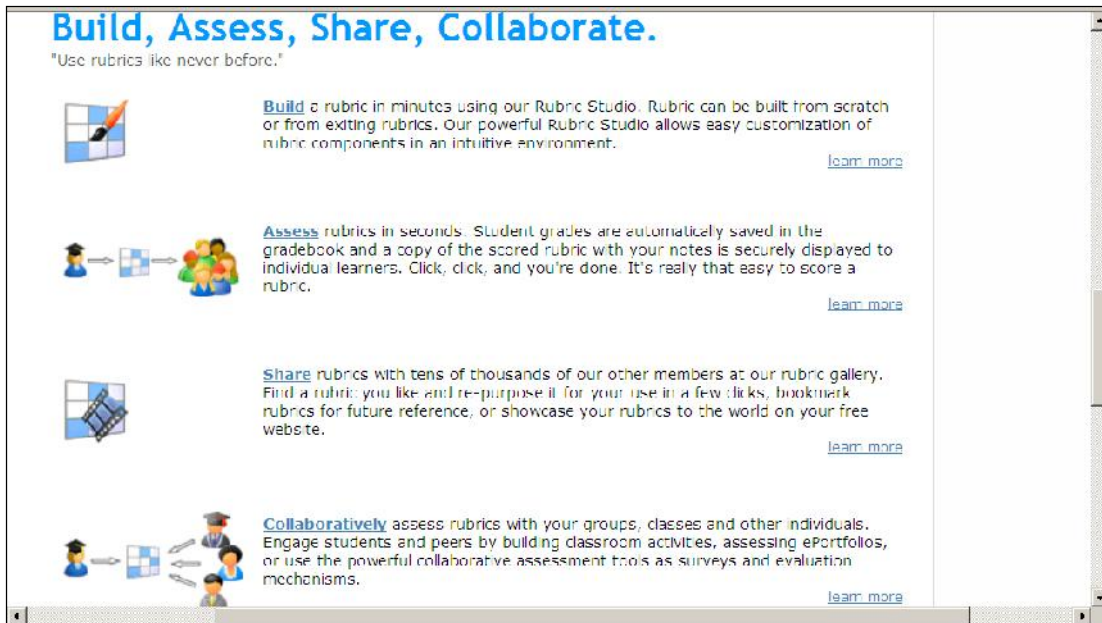 Build, Assess, Share, Collaborate.
"Use rubrics like never before."
Build a rubric in minutes using our Rubric Studio. Rubric can be built from scratch
or from exiting rubrics. Our powerful Rubric Studio allows easy customization of
rubric components in an intuitive environment.
learn more
Assess rubrics in seconds. Student grades are automatically saved in the
gradebook and a copy of the scored rubric with your notes is securely displayed to
individual learners. Click, click, and you're done. It's really that easy to score a
rubric.
learn more
Share rubrics with tens of thousands of our other members at our rubric gallery.
Find a rubric you like and re-purpose it for your use in a few clicks, bookmark
rubrics for future reference, or showcase your rubrics to the world on your free
website.
learn more
Collaboratively assess rubrics with your groups, classes and other individuals.
Engage students and peers by building classroom activities, assessing ePortfolios,
or use the powerful collaborative assessment tools as surveys and evaluation
mechanisms.
learn more